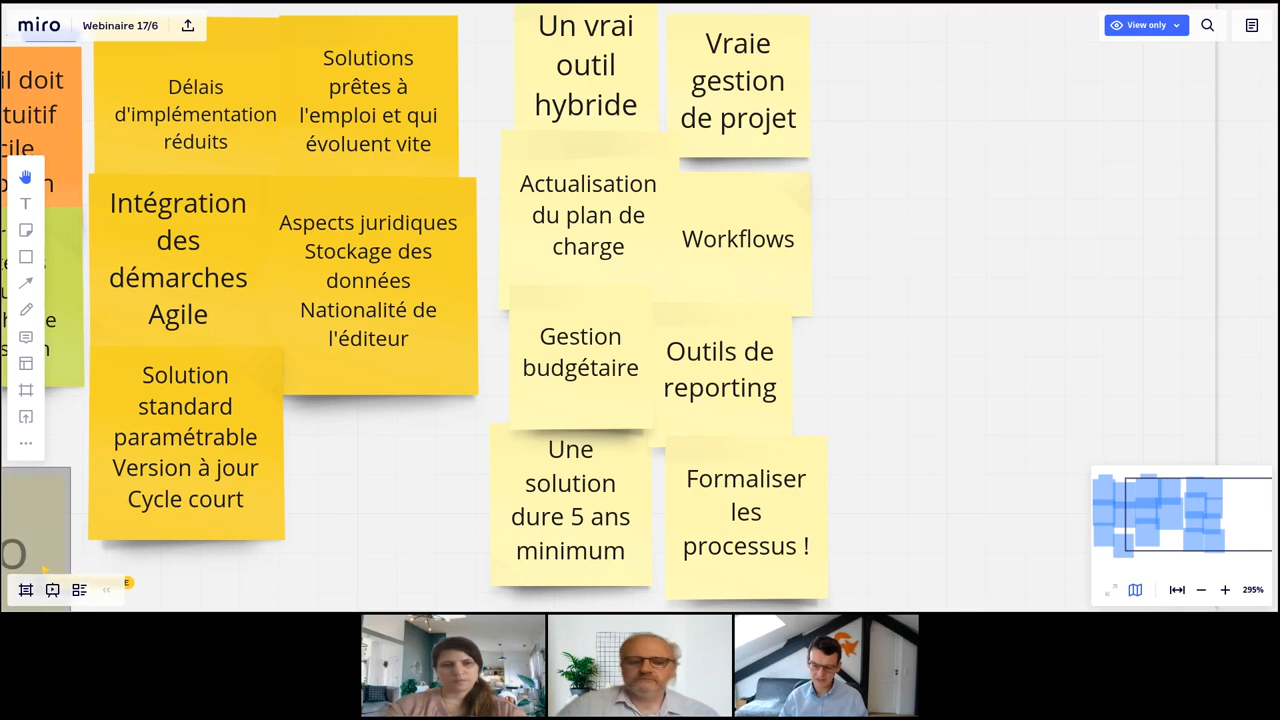 miro
Webinaire 17/6
View only
il doit
tuitif
Délais
d'implémentation
réduits
Solutions
prêtes à
l'emploi et qui
évoluent vite
Un vrai
outil
hybride
Vraie
gestion
de projet
Intégration
des
démarches
Agile
Aspects juridiques
Stockage des
données
Nationalité de
l'éditeur
Actualisation
du plan de
charge
Workflows
Gestion
budgétaire
Outils de
reporting
Solution
standard
paramétrable
Version à jour
Cycle court
Une
solution
dure 5 ans
minimum
Formaliser
les
processus !
295%